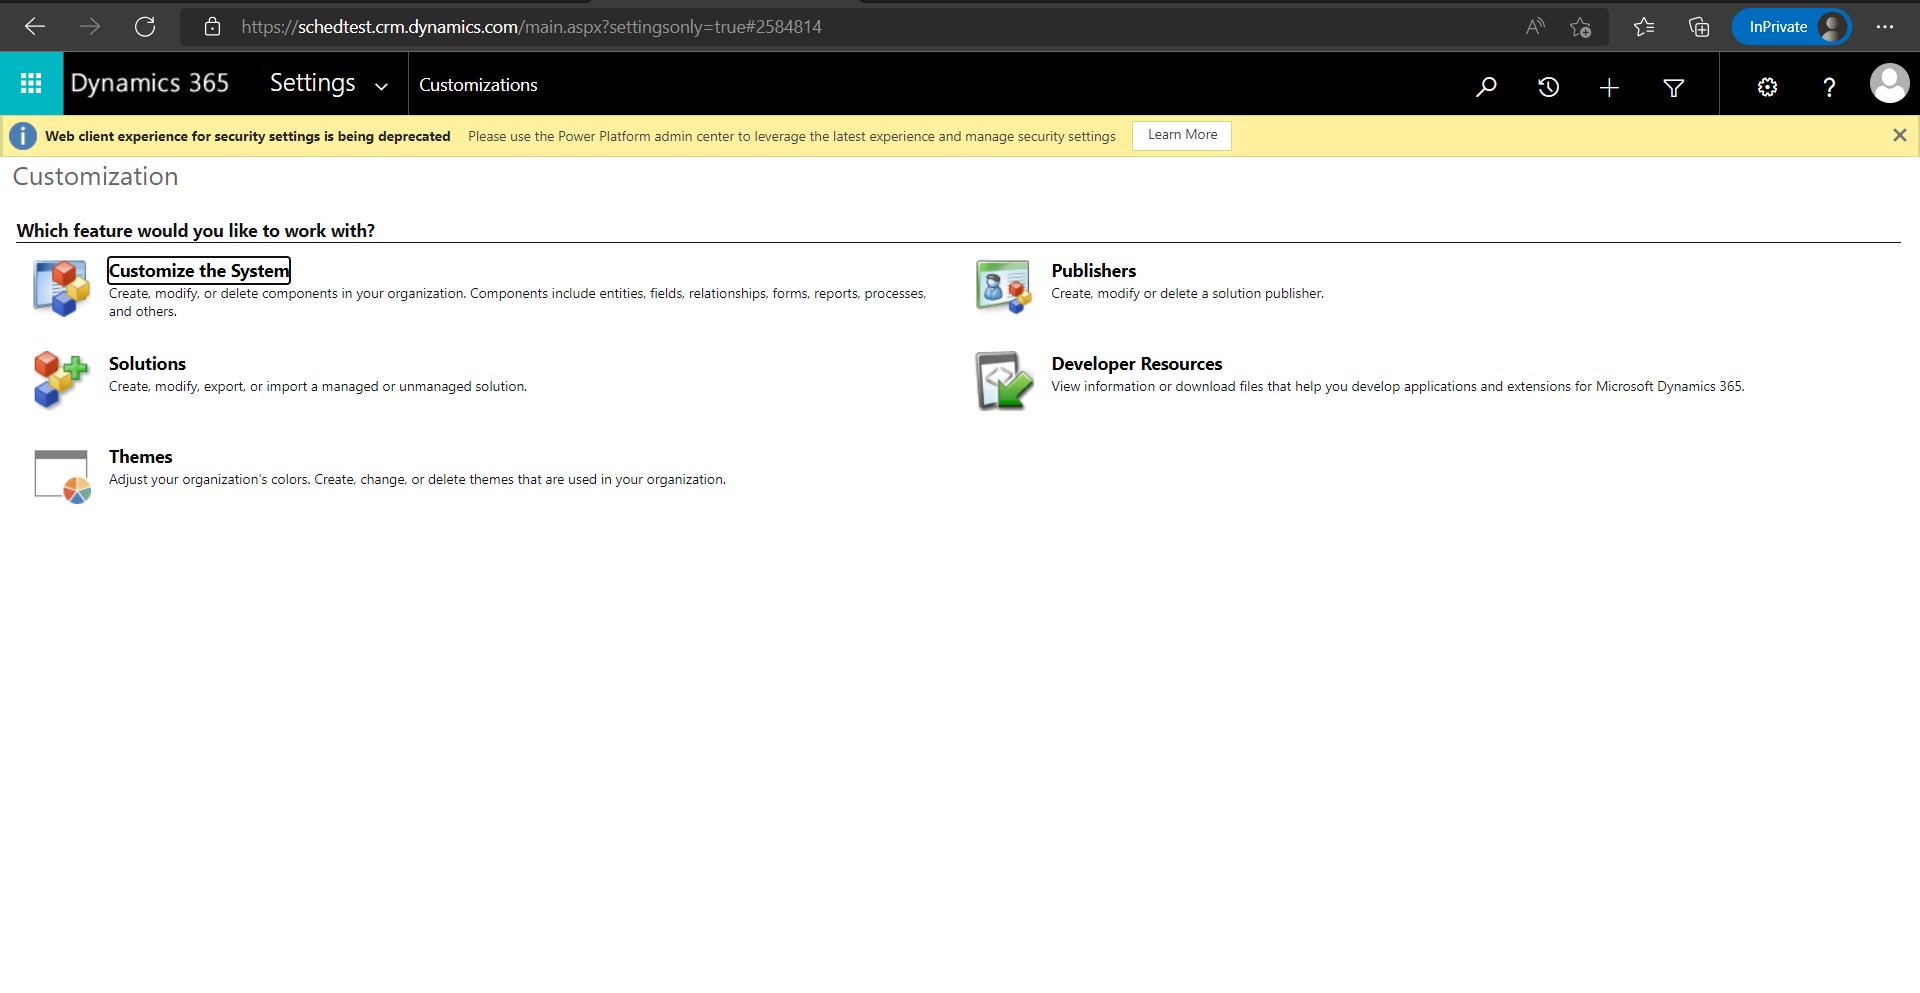 https://schedtest.crm.dynamics.com/main.aspx?settingsonly=true#2584814
InPrivate
Dynamics 365
Settings
Customizations
Web client experience for security settings is being deprecated Please use the Power Platform admin center to leverage the latest experience and manage security settings Learn More
Customization
Which feature would you like to work with?
Customize the System
Create, modify, or delete components in your organization. Components include entities, fields, relationships, forms, reports, processes,
and others.
Publishers
Create, modify or delete a solution publisher.
Solutions
Create, modify, export, or import a managed or unmanaged solution.
Developer Resources
View information or download files that help you develop applications and extensions for Microsoft Dynamics 365.
Themes
Adjust your organization's colors. Create, change, or delete themes that are used in your organization.